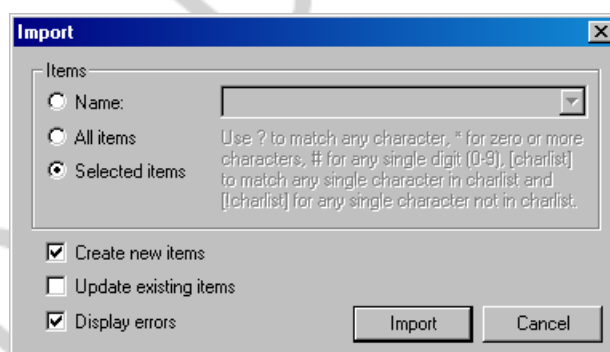 Import
Items
Name:
All items
Use ? to match any character, * for zero or more
characters, # for any single digit (0-9), [charlist]
Selected items
to match any single character in charlist and
[!charlist] for any single character not in charlist.
Create new items
Update existing items
Display errors
Import
Cancel